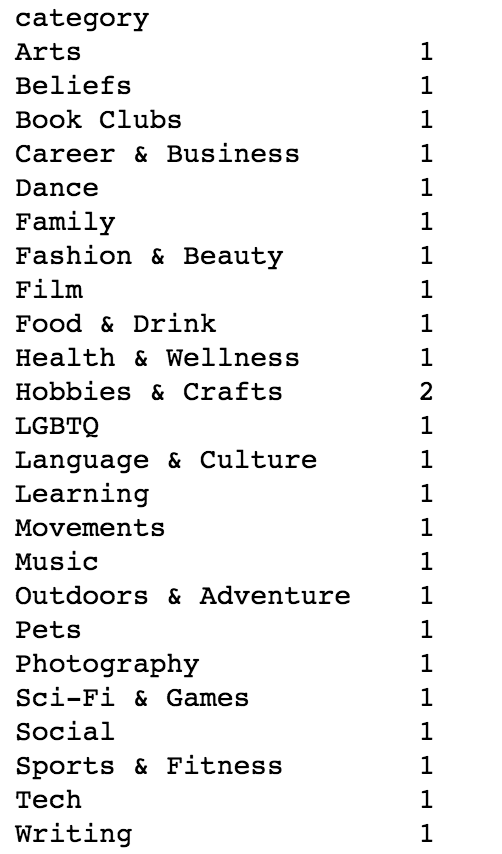 category
Arts 1
Beliefs 1
Book Clubs 1
Career & Business 1
Dance 1
Family 1
Fashion & Beauty 1
Film 1
Food & Drink 1
Health & Wellness 1
Hobbies & Crafts 2
LGBTQ 1
Language & Culture 1
Learning 1
Movements 1
Music 1
Outdoors & Adventure 1
Pets 1
Photography 1
Sci-Fi & Games 1
Social 1
Sports & Fitness 1
Tech 1
Writing 1